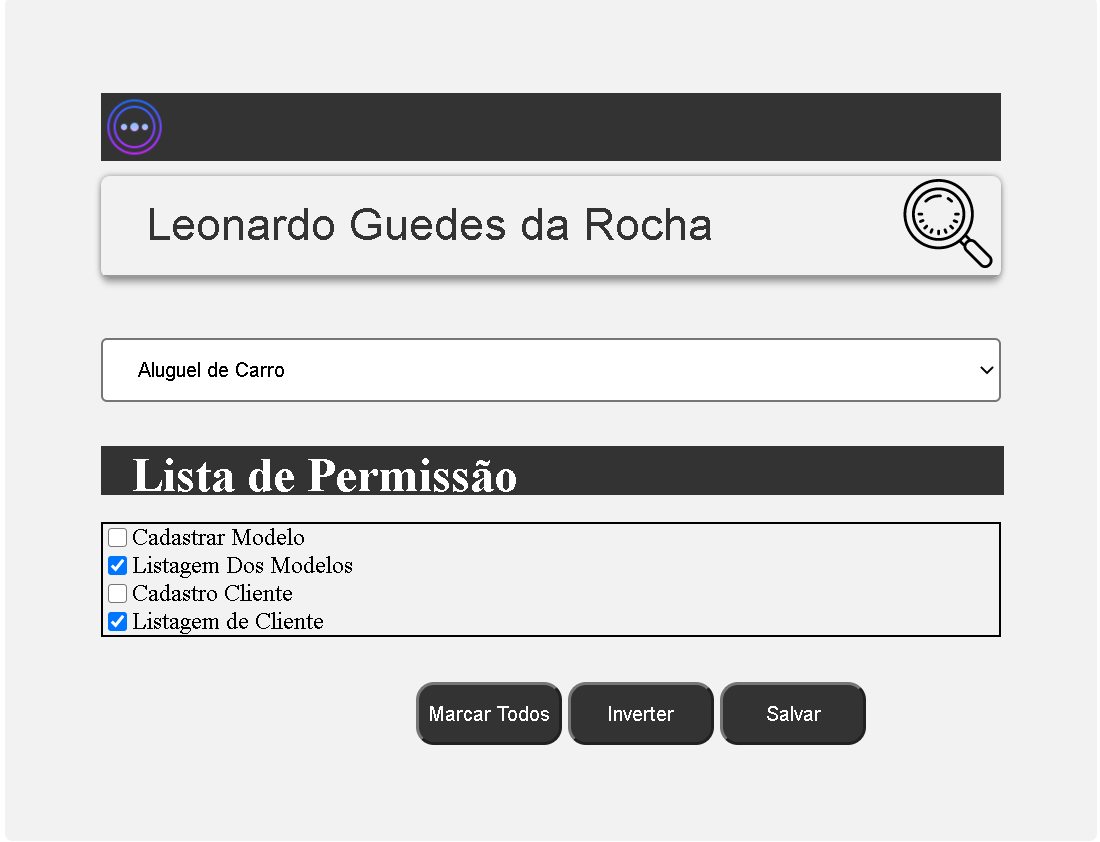 Leonardo Guedes da Rocha
Aluguel de Carro
Lista de Permissão
Cadastrar Modelo
Listagem Dos Modelos
Cadastro Cliente
Listagem de Cliente
Marcar Todos Inverter Salvar